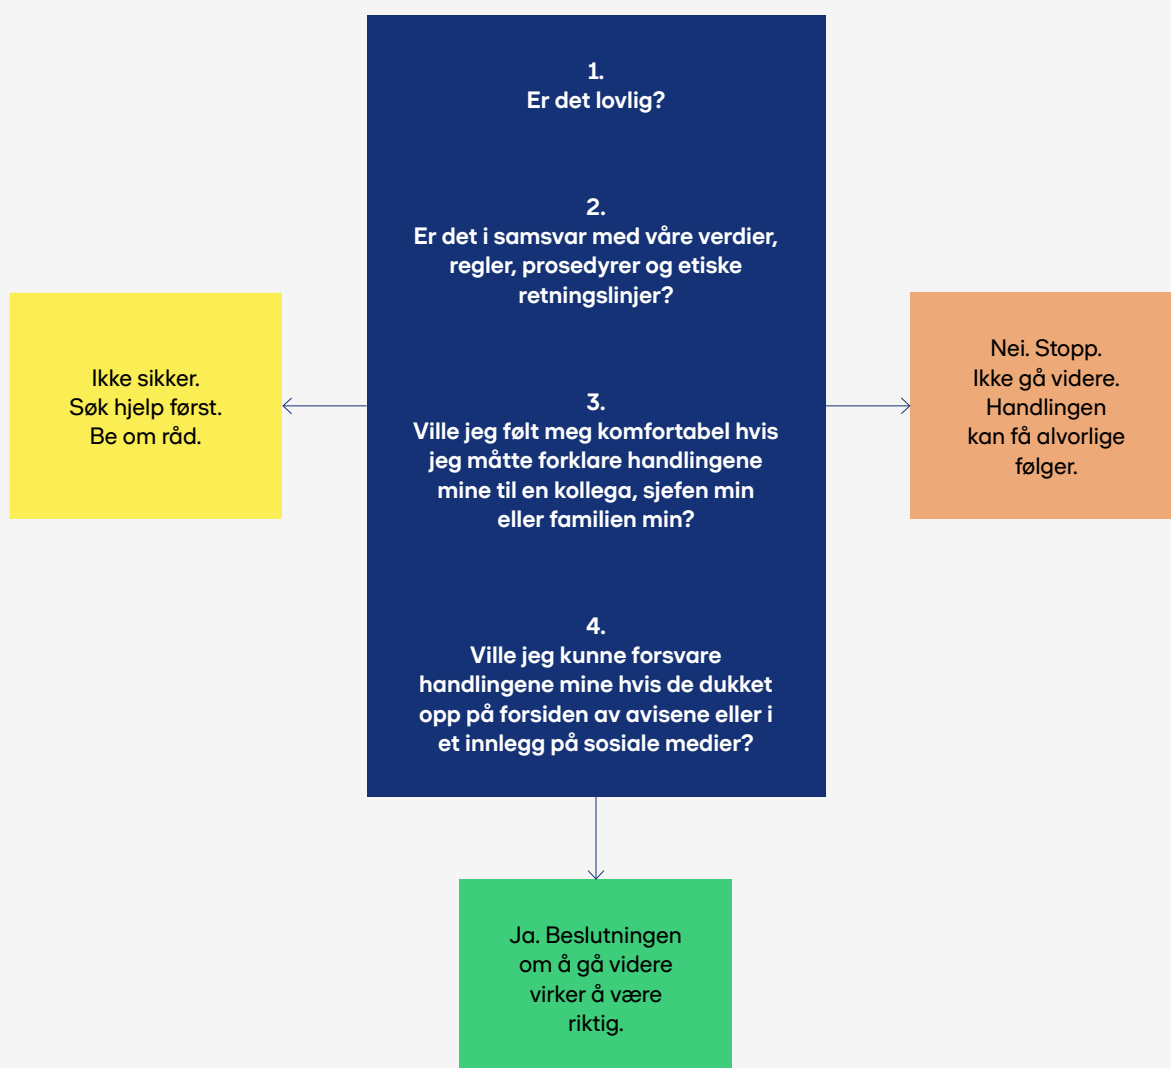 1.
Er det lovlig?
2.
Er det i samsvar med våre verdier,
regler, prosedyrer og etiske
retningslinjer?
Ikke sikker.
Søk hjelp først.
Be om råd.
3.
Ville jeg følt meg komfortabel hvis
jeg måtte forklare handlingene
mine til en kollega, sjefen min
eller familien min?
Nei. Stopp.
Ikke gå videre.
Handlingen
kan få alvorlige
følger.
4.
Ville jeg kunne forsvare
handlingene mine hvis de dukket
opp på forsiden av avisene eller i
et innlegg på sosiale medier?
Ja. Beslutningen
om å gå videre
virker å være
riktig.